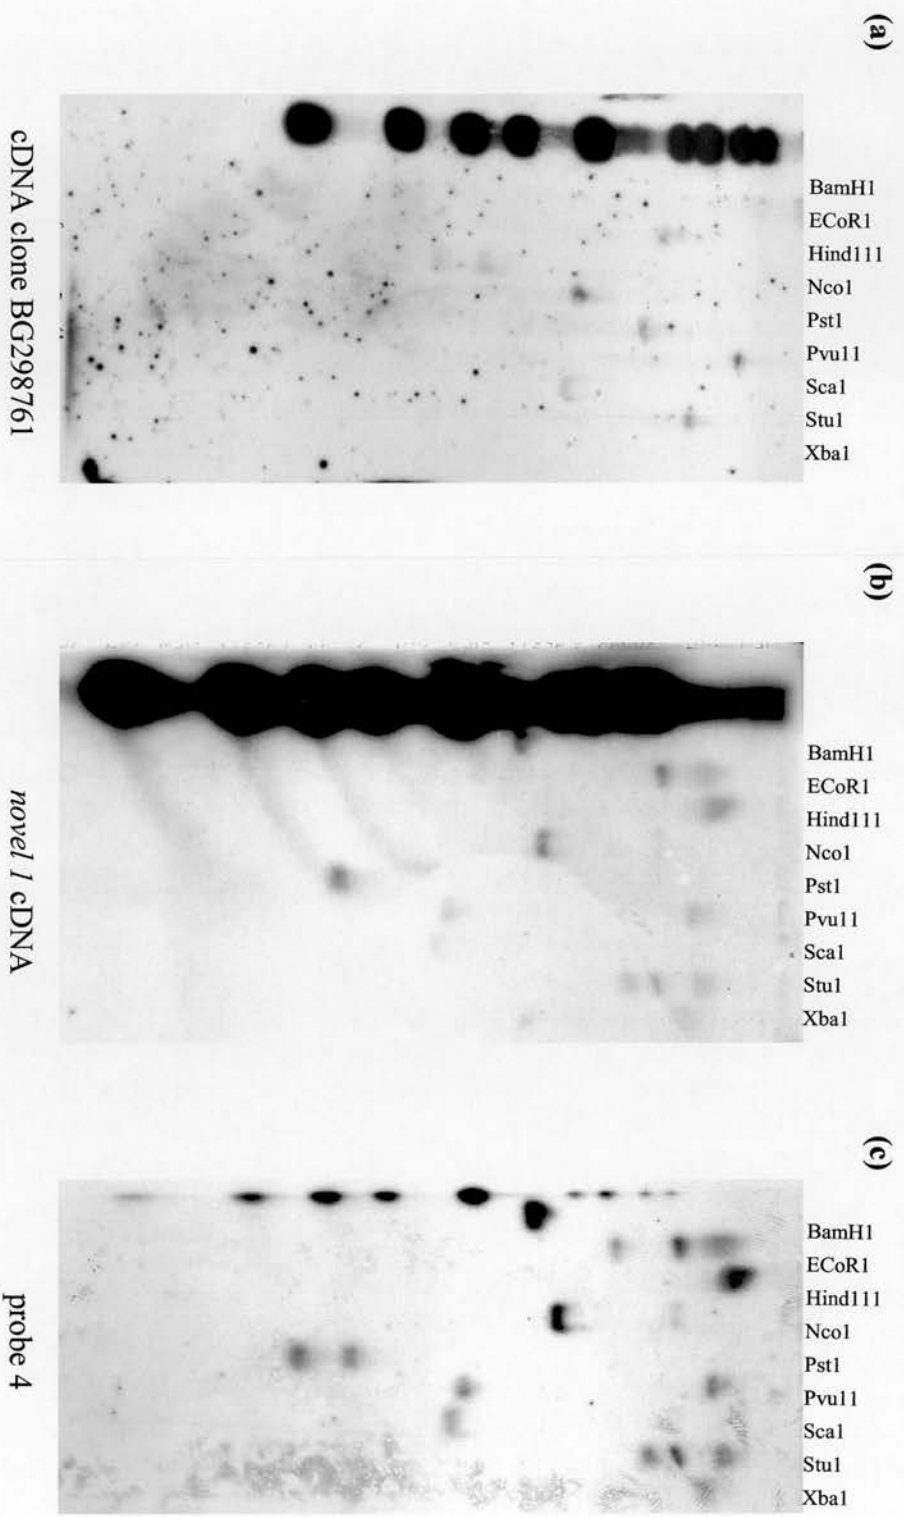 (a)
BamH1
ECoR1
Hind111
Nco1
Pst1
Pvu11
Sca1
Stu1
Xba1
cDNA clone BG298761
(b)
BamH1
ECoR1
Hind111
Nco1
Pst1
Pvu11
Sca1
Stu1
Xba1
novel 1 cDNA
(c)
BamH1
ECoR1
Hind111
Nco1
Pst1
Pvu11
Sca1
Stu1
Xba1
probe 4